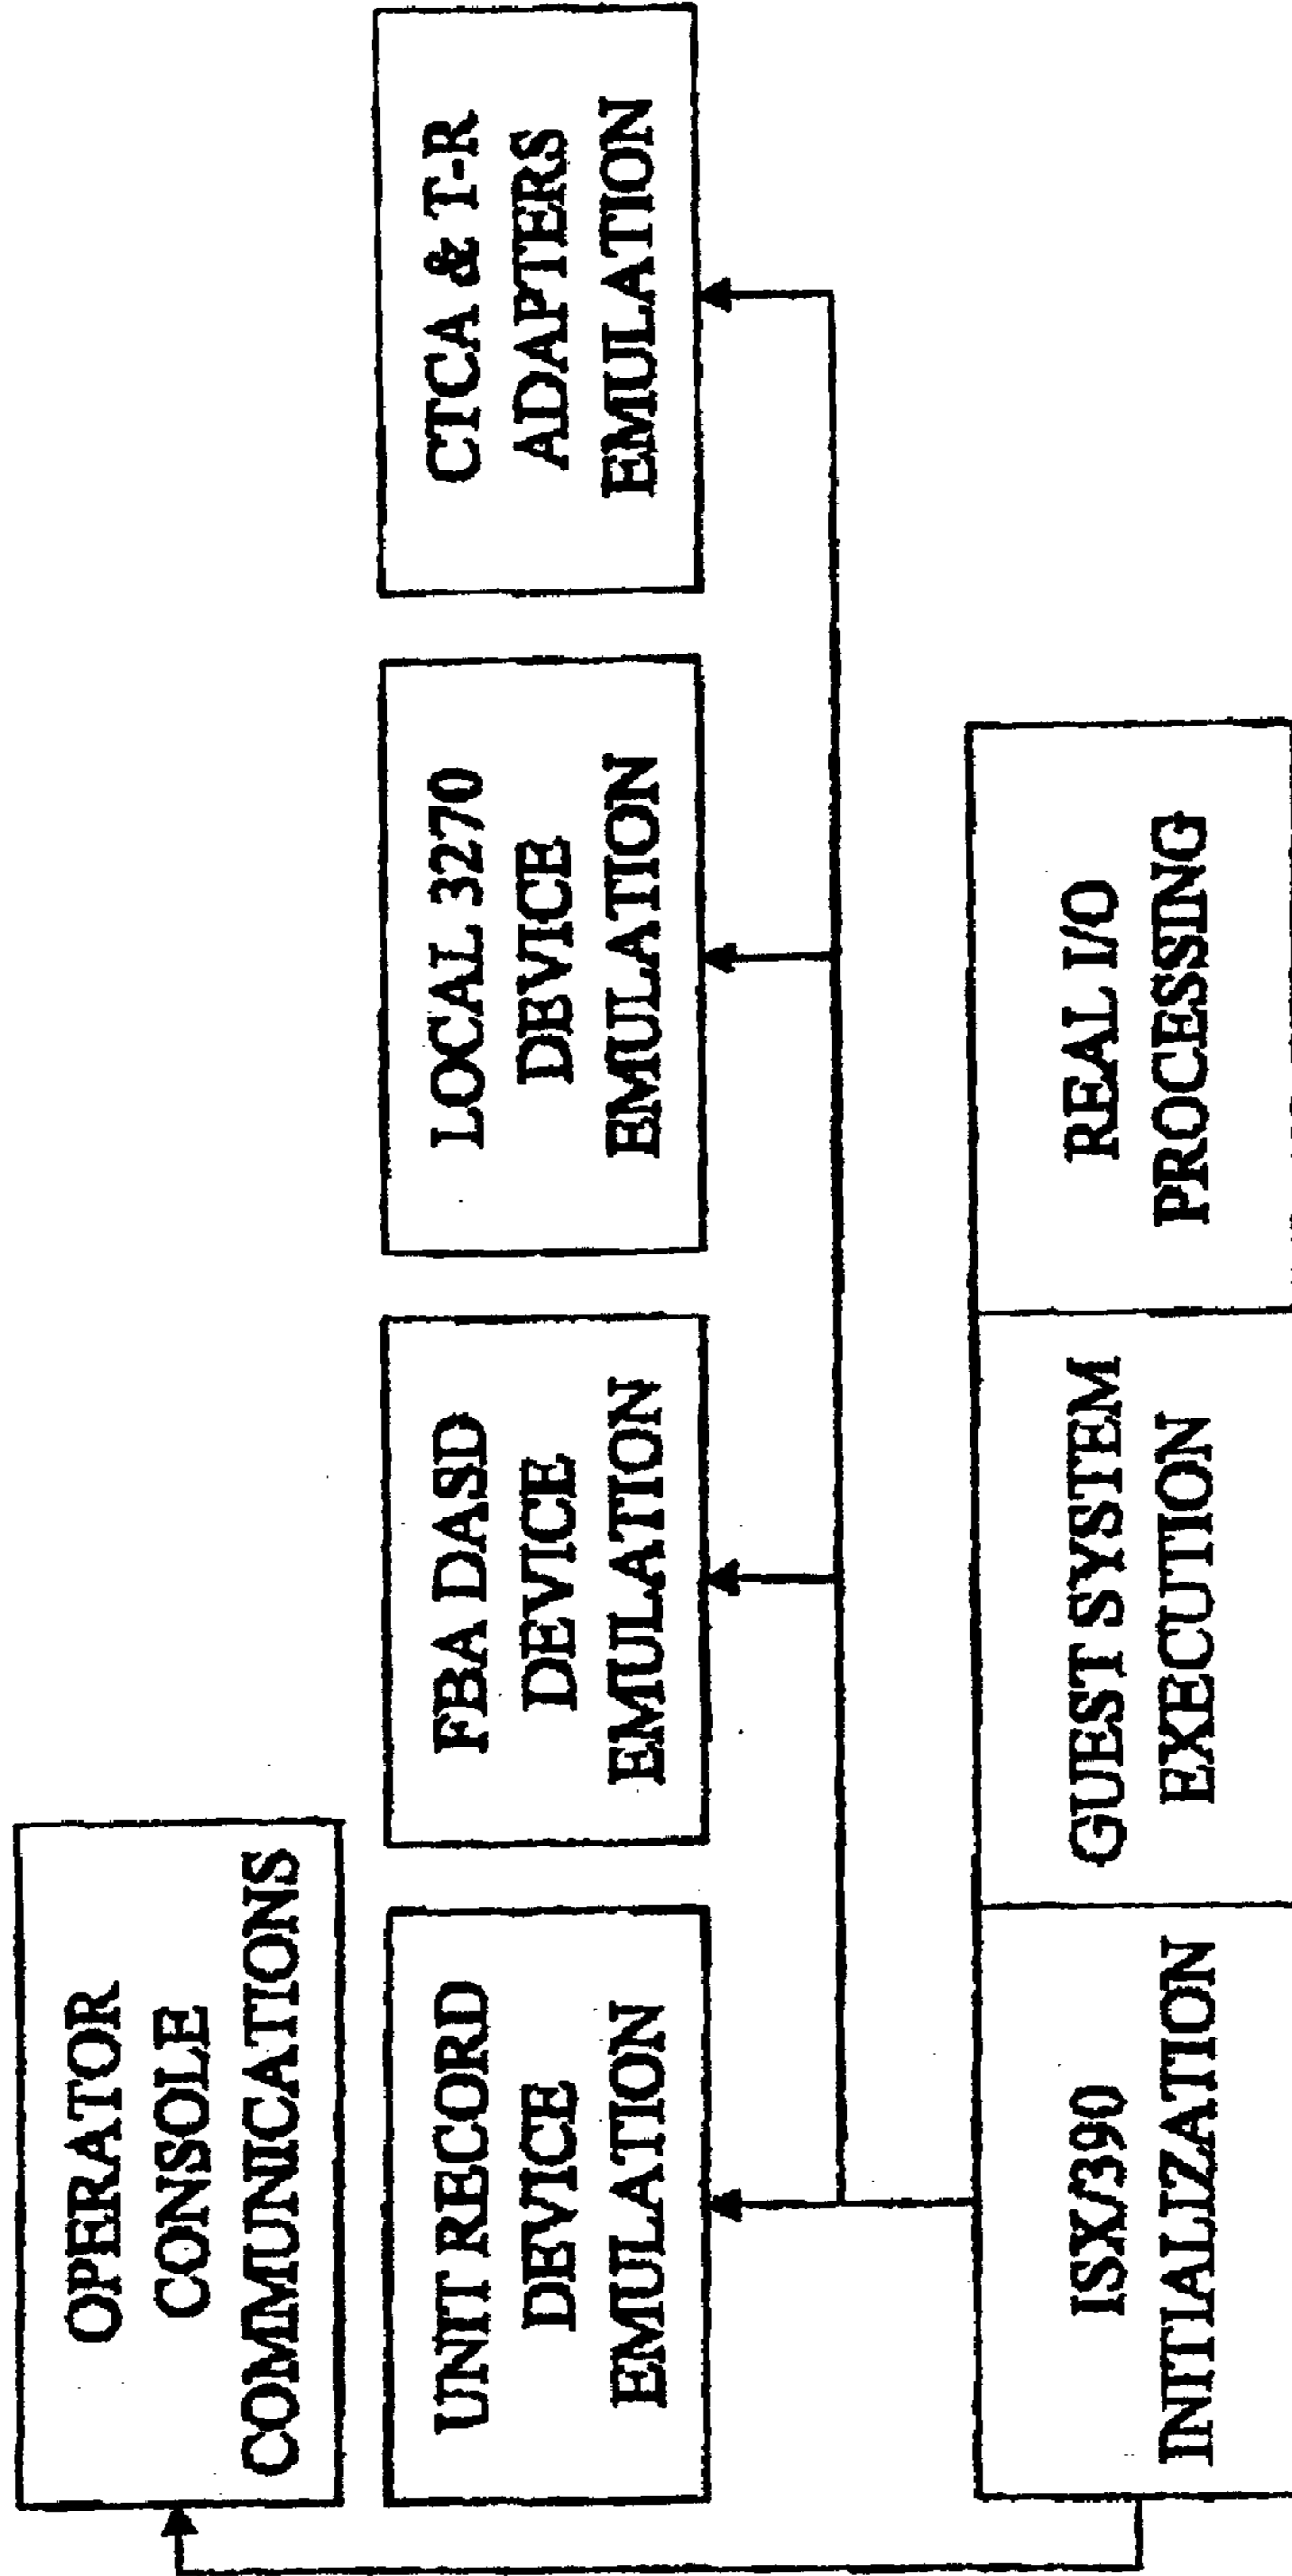 OPERATOR
CONSOLE
COMMUNICATIONS
UNIT RECORD
DEVICE
EMULATION
FBA DASD
DEVICE
EMULATION
LOCAL 3270
DEVICE
EMULATION
CTCA & T-R
ADAPTERS
EMULATION
ISX/390
INITIALIZATION
GUEST SYSTEM
EXECUTION
REAL I/O
PROCESSING